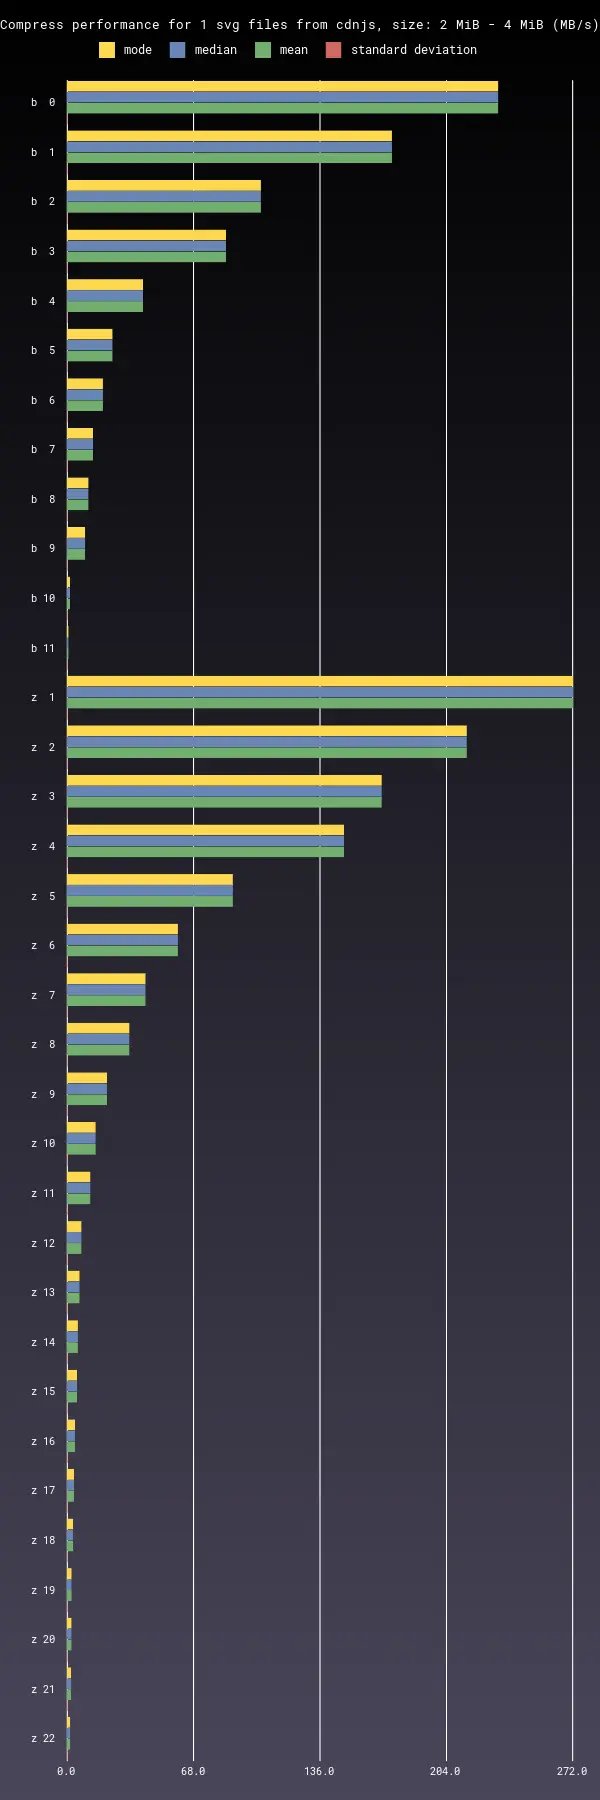 Compress performance for 1 svg files from cdnjs, size: 2 MiB - 4 MiB (MB/s)
mode median mean standard deviation
b 0
b 1
b 2
b 3
b 4
b 5
b 6
b 7
b 8
b 9
b 10
b 11
z 1
z 2
z 3
z 4
z 5
z 6
z 7
z 8
z 9
z 10
z 11
z 12
z 13
z 14
z 15
z 16
z 17
z 18
z 19
z 20
z 21
z 22
0.0 68.0 136.0 204.0 272.0